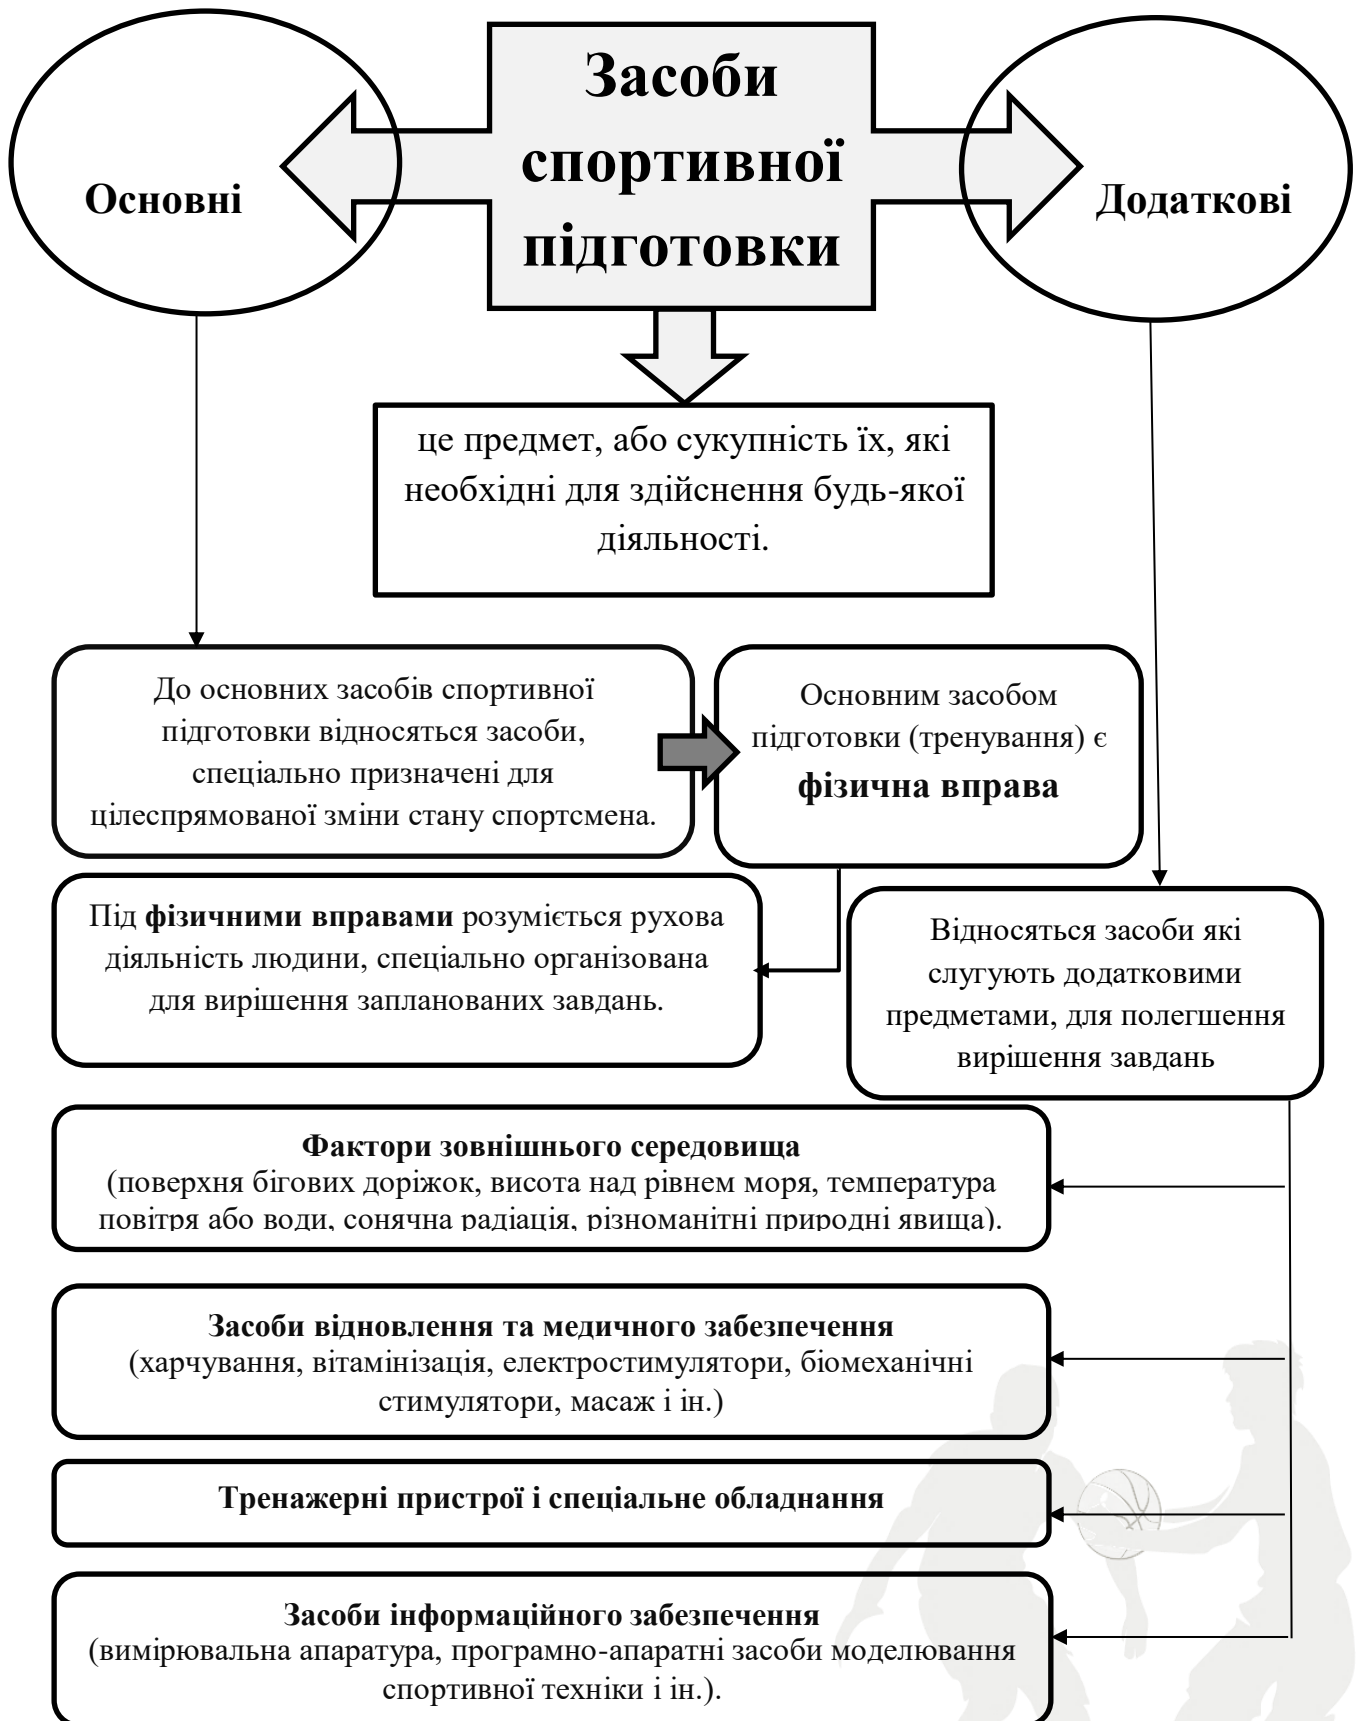 Засоби
спортивної
підготовки
Основні
Додаткові
це предмет, або сукупність їх, які
необхідні для здійснення будь-якої
діяльності.
До основних засобів спортивної
підготовки відносяться засоби,
спеціально призначені для
цілеспрямованої зміни стану спортсмена.
Основним засобом
підготовки (тренування) є
фізична вправа
Під фізичними вправами розуміється рухова
діяльність людини, спеціально організована
для вирішення запланованих завдань.
Відносяться засоби які
слугують додатковими
предметами, для полегшення
вирішення завдань
Фактори зовнішнього середовища
(поверхня бігових доріжок, висота над рівнем моря, температура
повітря або води, сонячна радіація, різноманітні природні явища).
Засоби відновлення та медичного забезпечення
(харчування, вітамінізація, електростимулятори, біомеханічні
стимулятори, масаж і ін.)
Тренажерні пристрої і спеціальне обладнання
Засоби інформаційного забезпечення
(вимірювальна апаратура, програмно-апаратні засоби моделювання
спортивної техніки і ін.).